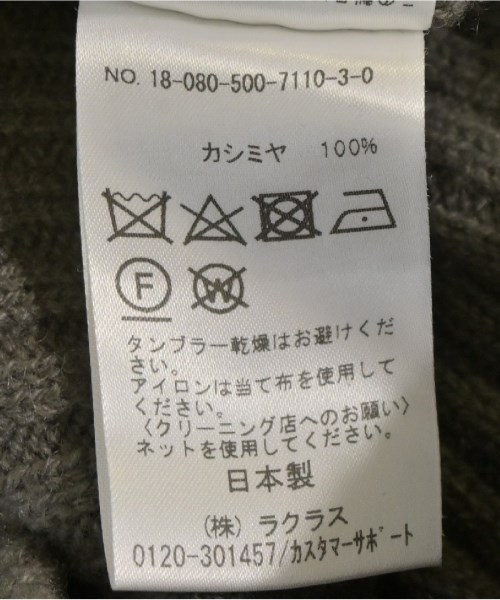 NO. 18-080-500-7110-3-0
カシミヤ 100%
F
W
タンブラー乾燥はお避けくだ
さい。
アイロンは当て布を使用して
ください。
〈クリーニング店へのお願い〉
ネットを使用してください。
日本製
(株) ラクラス
0120-301457/カスタマーサポート